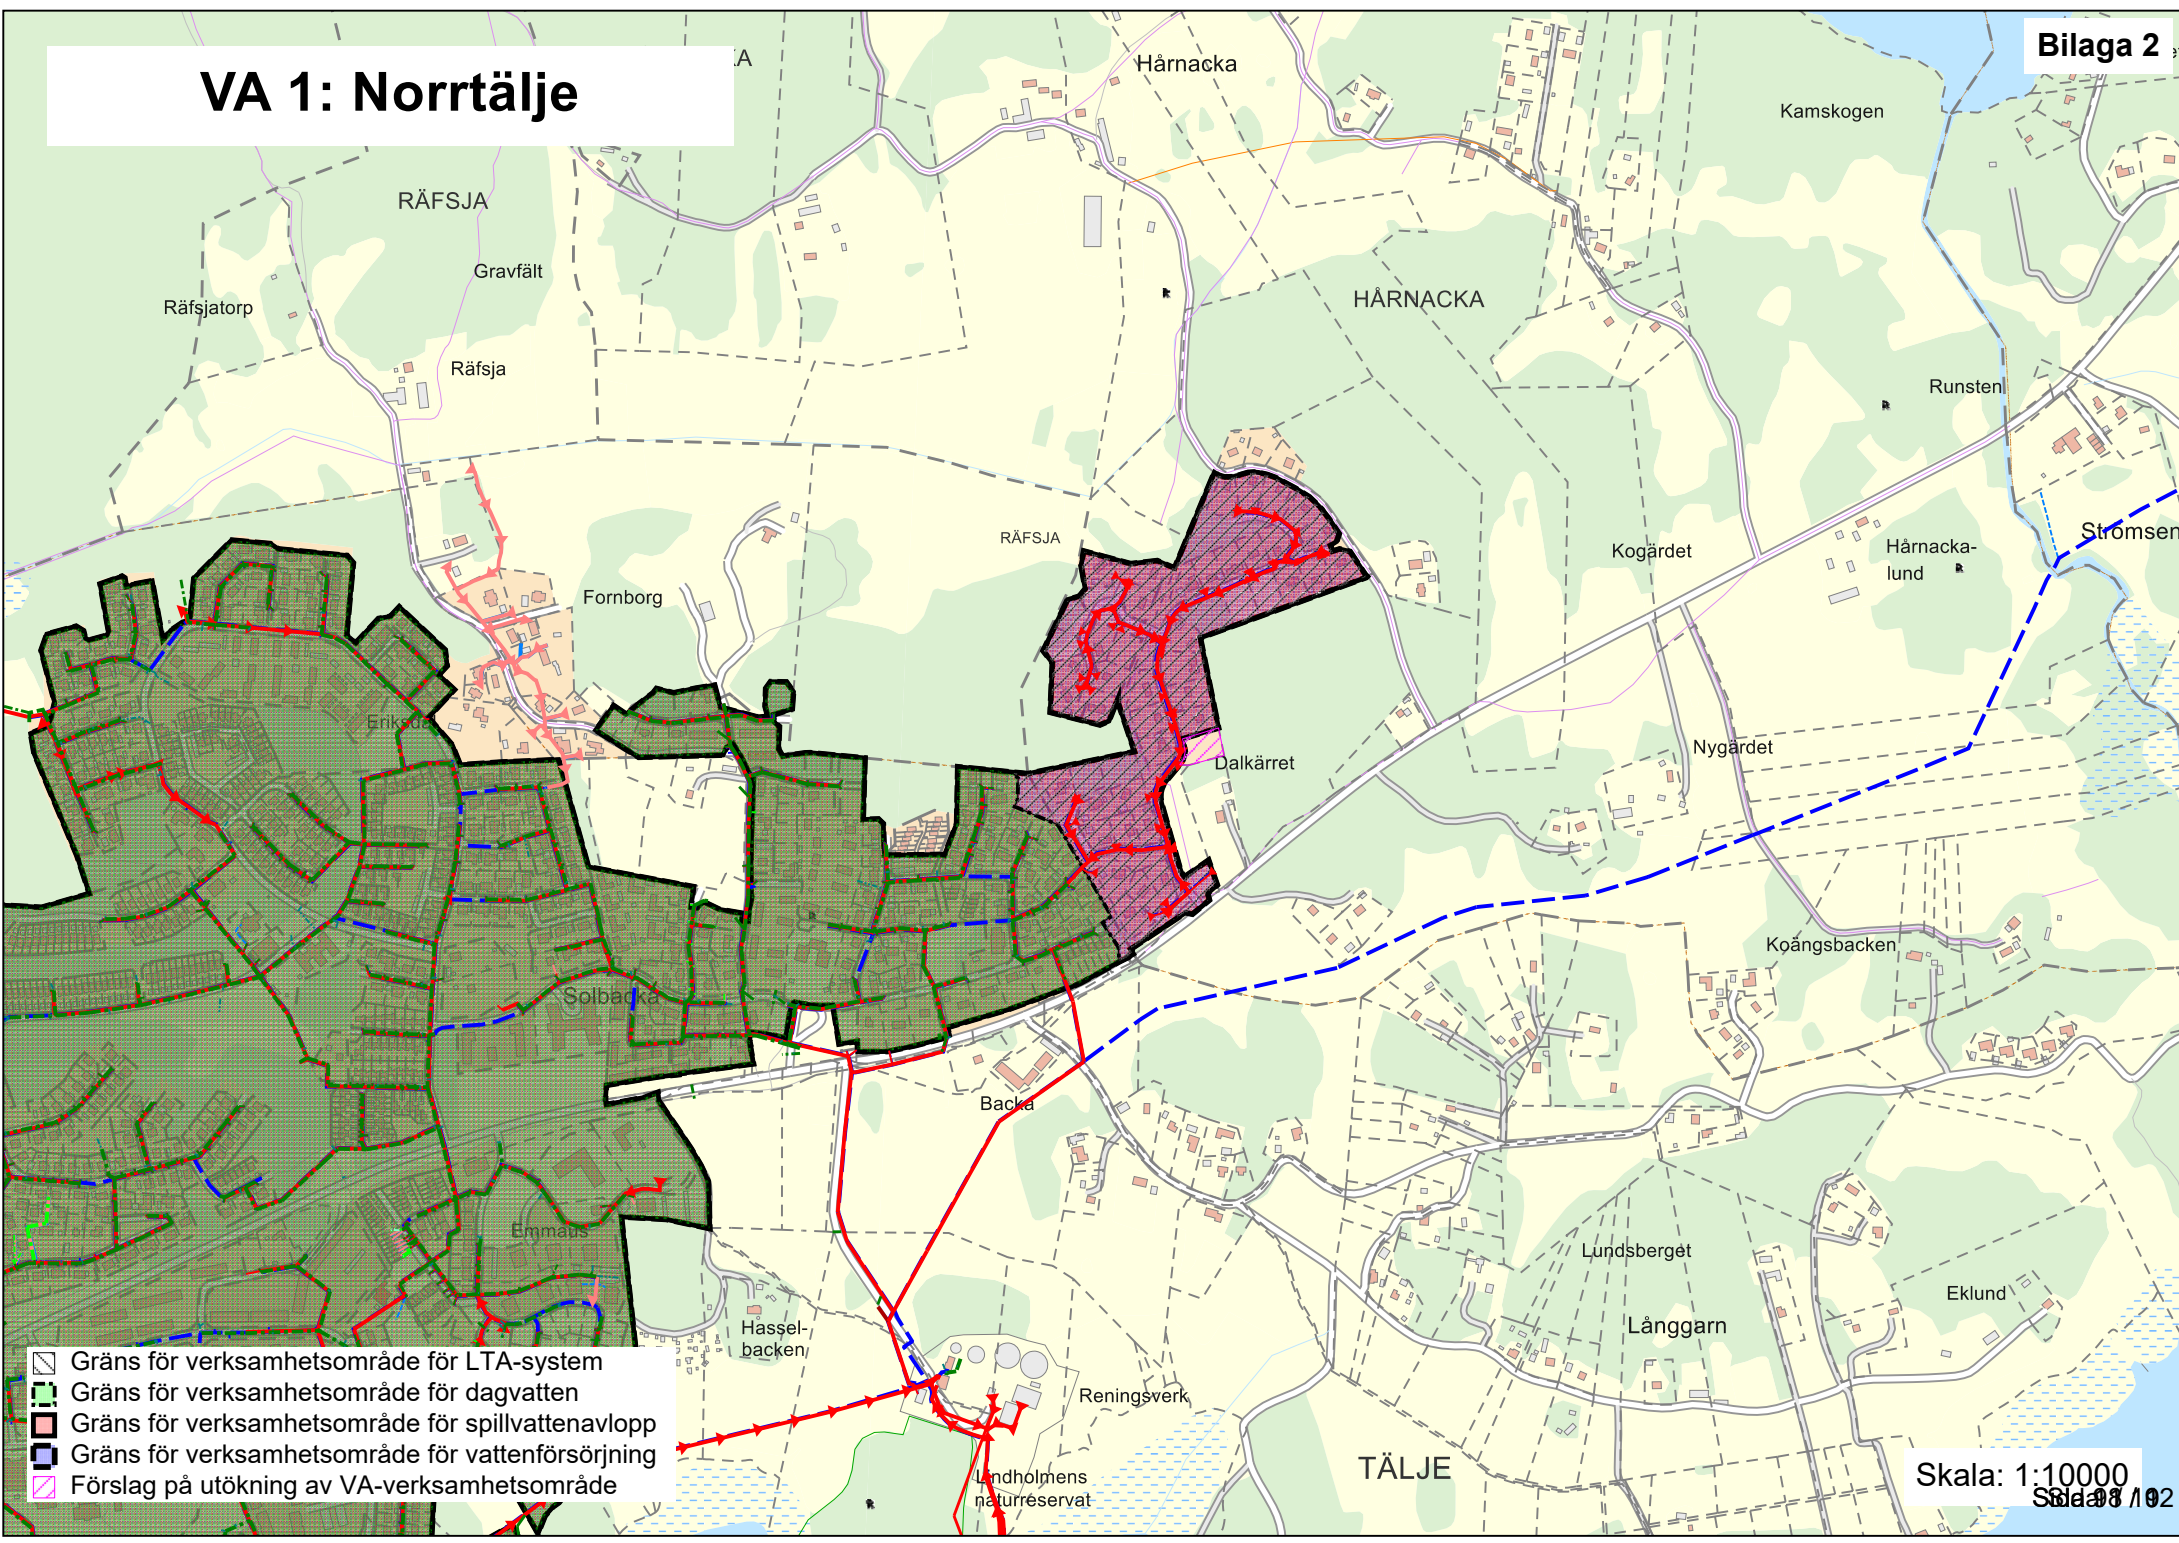 Bilaga 2
VA 1: Norrtälje
Hårnacka
Kamskogen
RÄFSJA
Gravfält
Räfsjatorp
HÅRNACKA
Räfsja
Runsten
RÄFSJA
Strömsen
Kogärdet
Hårnacka-
lund
Fornborg
Nygärdet
Dalkärret
Koängsbacken
Solbacka
Backa
Emmaus
Lundsberget
Eklund
Långgarn
Hassel-
backen
Reningsverk
TÄLJE
Lindholmens
naturreservat
Gräns för verksamhetsområde för LTA-system
Gräns för verksamhetsområde för dagvatten
Gräns för verksamhetsområde för spillvattenavlopp
Gräns för verksamhetsområde för vattenförsörjning
Förslag på utökning av VA-verksamhetsområde
Skala: 1:10000